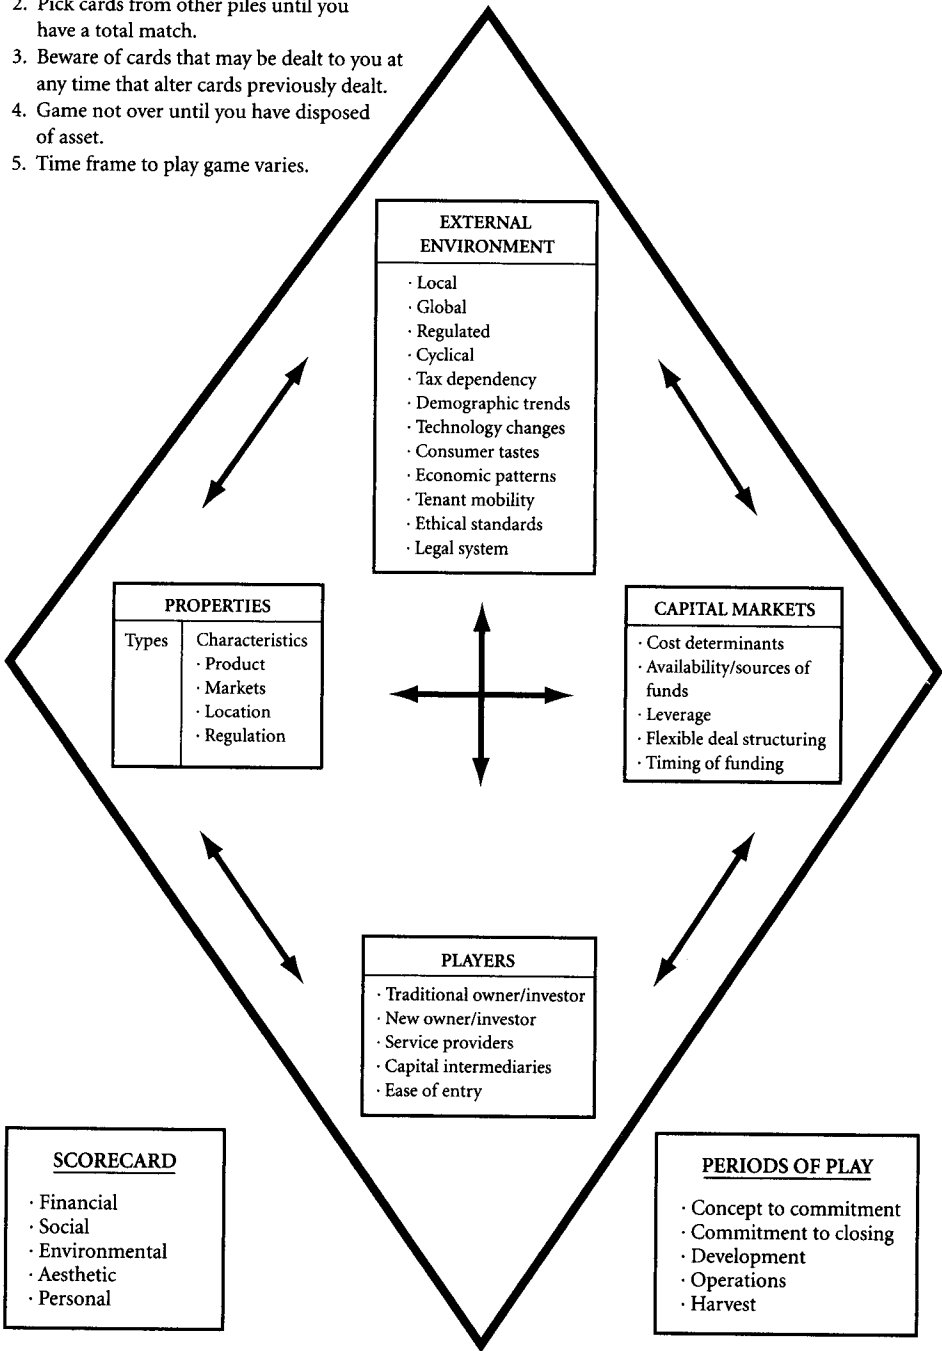 2. Pick cards from other piles until you
have a total match.
3. Beware of cards that may be dealt to you at
any time that alter cards previously dealt.
4. Game not over until you have disposed
of asset.
5. Time frame to play game varies.
EXTERNAL
ENVIRONMENT
· Local
· Global
· Regulated
· Cyclical
· Tax dependency
· Demographic trends
· Technology changes
· Consumer tastes
· Economic patterns
· Tenant mobility
· Ethical standards
· Legal system
PROPERTIES
Types
Characteristics
· Product
· Markets
· Location
· Regulation
CAPITAL MARKETS
· Cost determinants
· Availability/sources of
funds
· Leverage
· Flexible deal structuring
· Timing of funding
PLAYERS
· Traditional owner/investor
· New owner/investor
· Service providers
· Capital intermediaries
· Ease of entry
SCORECARD
· Financial
· Social
· Environmental
· Aesthetic
· Personal
PERIODS OF PLAY
· Concept to commitment
· Commitment to closing
· Development
· Operations
· Harvest